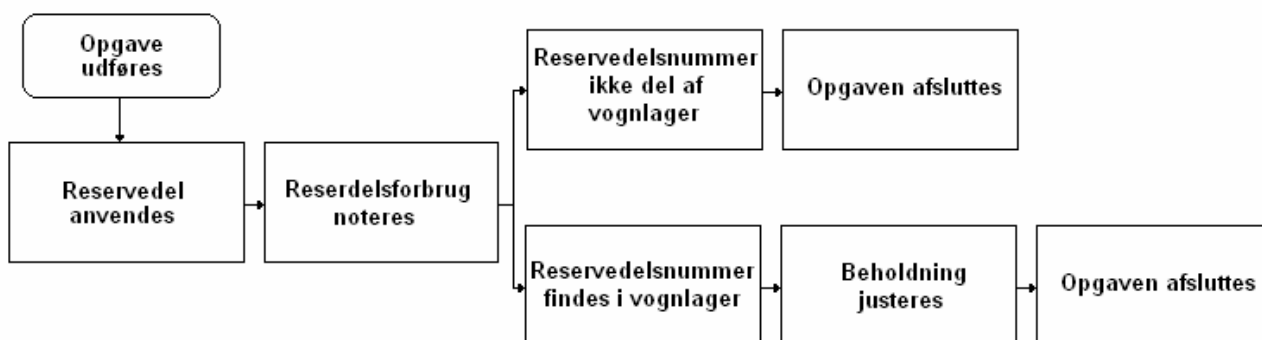 Opgave
udføres
Reservedel
anvendes
Reserdelsforbrug
noteres
Reservedelsnummer
ikke del af
vognlager
Opgaven afsluttes
Reservedelsnummer
findes i vognlager
Beholdning
justeres
Opgaven afsluttes